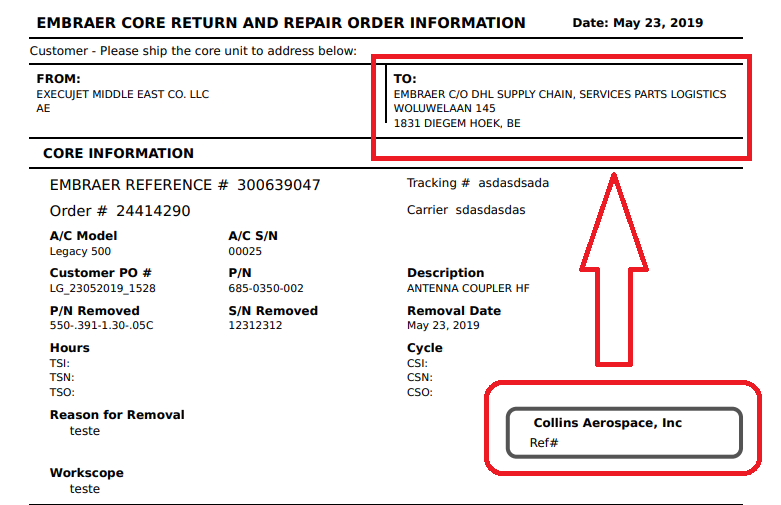 EMBRAER CORE RETURN AND REPAIR ORDER INFORMATION Date: May 23, 2019
Customer - Please ship the core unit to address below:
FROM:
EXECUJET MIDDLE EAST CO. LLC
AE
TO:
EMBRAER C/O DHL SUPPLY CHAIN, SERVICES PARTS LOGISTICS
WOLUWELAAN 145
1831 DIEGEM HOEK, BE
CORE INFORMATION
EMBRAER REFERENCE # 300639047
Tracking # asdasdsada
Order # 24414290
Carrier sdasdasdas
A/C Model A/C S/N
Legacy 500 00025
Customer PO # P/N Description
LG_23052019_1528 685-0350-002 ANTENNA COUPLER HF
P/N Removed S/N Removed Removal Date
550-.391-1.30-.05C 12312312 May 23, 2019
Hours Cycle
TSI: CSI:
TSN: CSN:
TSO: CSO:
Reason for Removal
teste
Collins Aerospace, Inc
Ref#
Workscope
teste